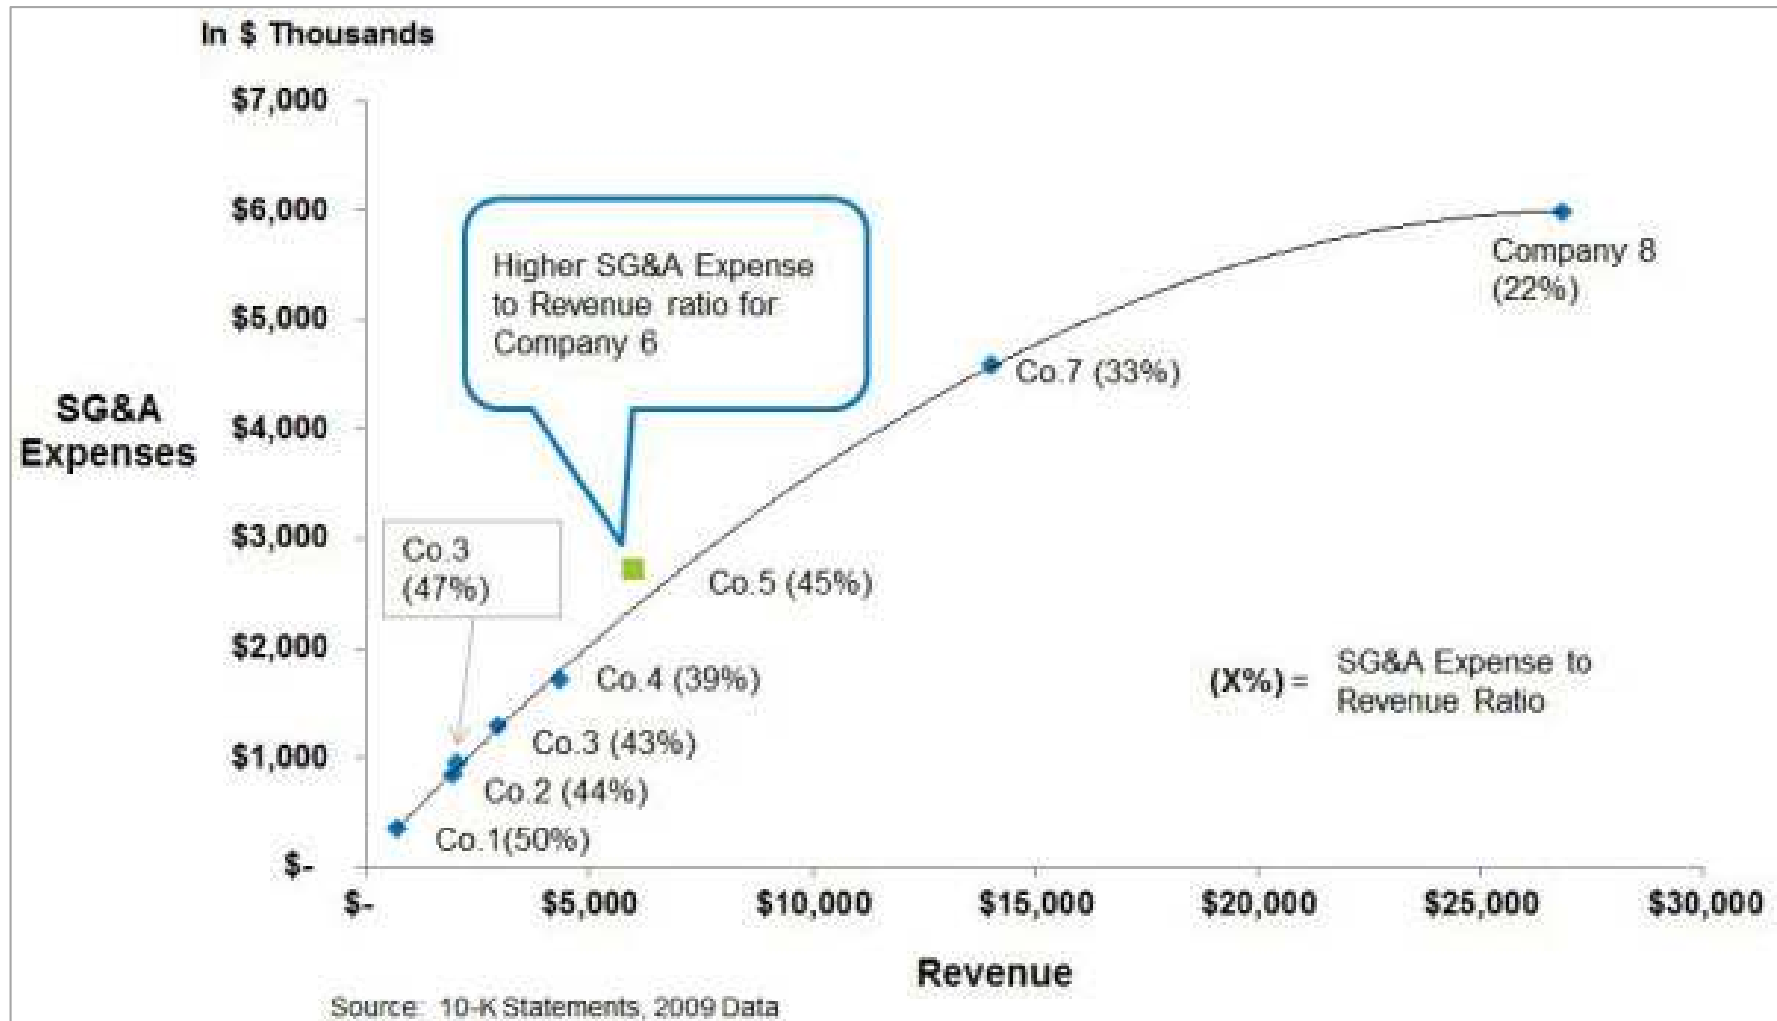 In $ Thousands
$7,000
$6,000
$5,000
$4,000
$3,000
$2,000
$1,000
$-
SG&A
Expenses
Higher SG&A Expense
to Revenue ratio for
Company 6
Company 8
(22%)
Co.7 (33%)
Co.3
(47%)
Co.5 (45%)
Co.4 (39%)
Co.3 (43%)
Co.2 (44%)
Co.1(50%)
(X%) = SG&A Expense to
Revenue Ratio
$- $5,000 $10,000 $15,000 $20,000 $25,000 $30,000
Revenue
Source: 10-K Statements, 2009 Data